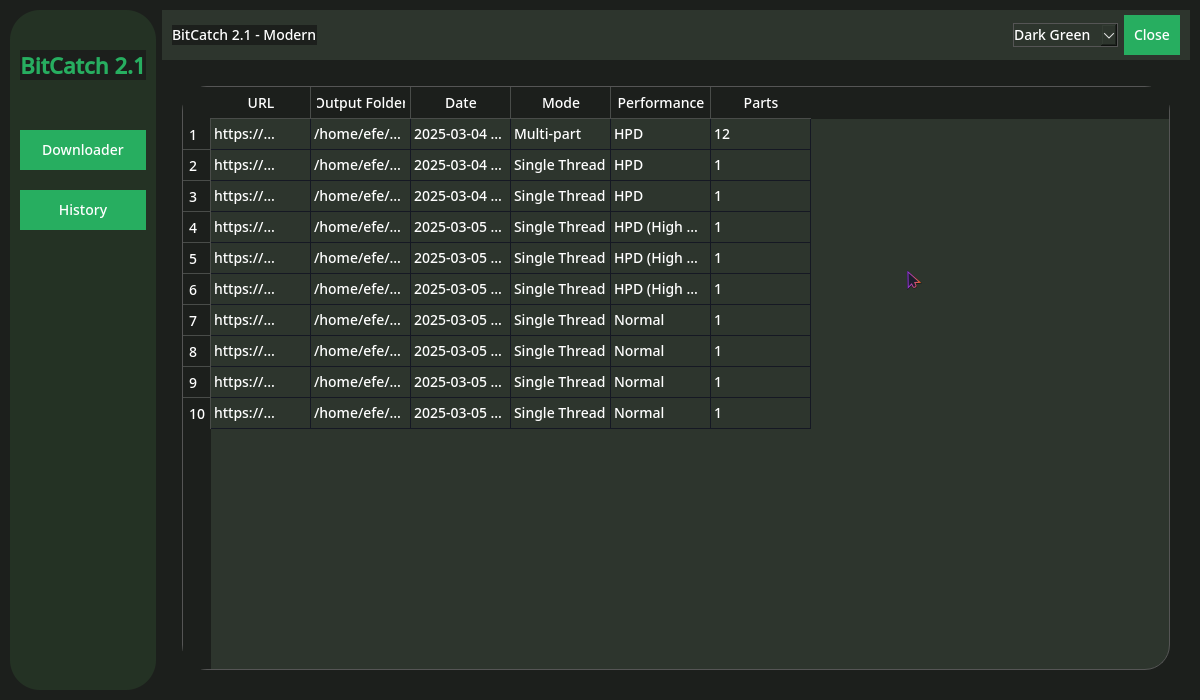 BitCatch 2.1
Downloader
History
BitCatch 2.1 - Modern
Dark Green
Close
URL Output Folder Date Mode Performance Parts
1 https://... /home/efe/... 2025-03-04 ... Multi-part HPD 12
2 https://... /home/efe/... 2025-03-04 ... Single Thread HPD 1
3 https://... /home/efe/... 2025-03-04 ... Single Thread HPD 1
4 https://... /home/efe/... 2025-03-05 ... Single Thread HPD (High ... 1
5 https://... /home/efe/... 2025-03-05 ... Single Thread HPD (High ... 1
6 https://... /home/efe/... 2025-03-05 ... Single Thread HPD (High ... 1
7 https://... /home/efe/... 2025-03-05 ... Single Thread Normal 1
8 https://... /home/efe/... 2025-03-05 ... Single Thread Normal 1
9 https://... /home/efe/... 2025-03-05 ... Single Thread Normal 1
10 https://... /home/efe/... 2025-03-05 ... Single Thread Normal 1